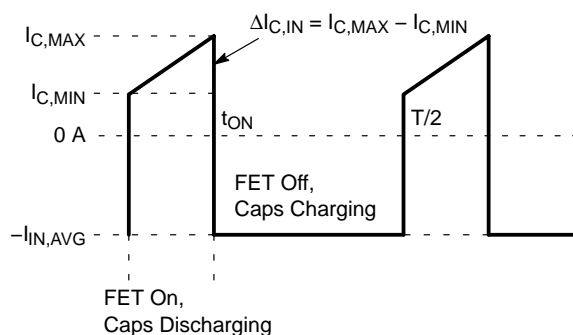 I_C,MAX
ΔI_C,IN = I_C,MAX − I_C,MIN
I_C,MIN
t_ON
T/2
0 A
FET Off,
Caps Charging
−I_IN,AVG
FET On,
Caps Discharging